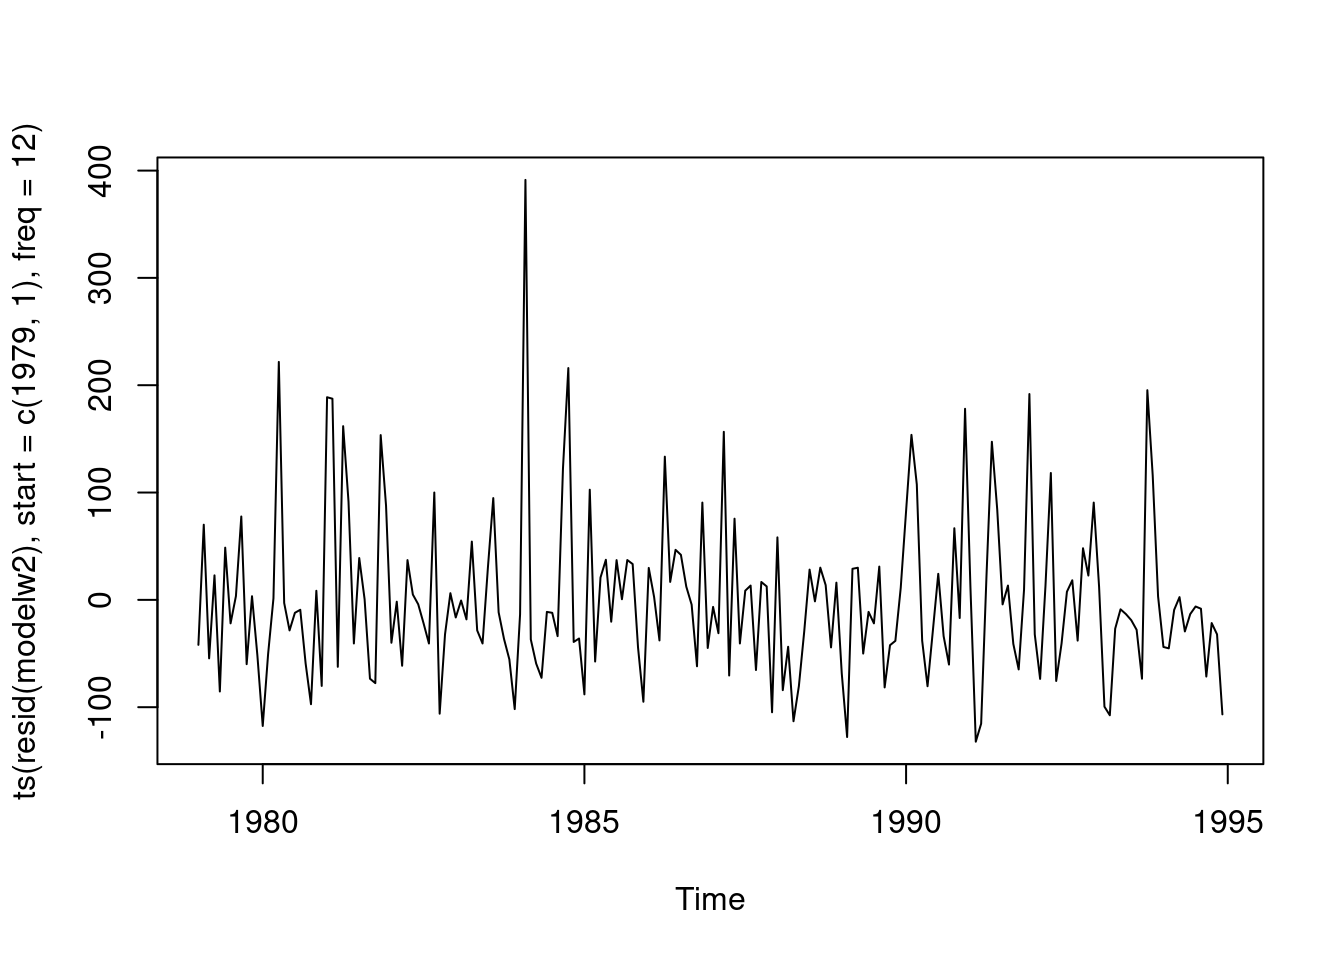 ts(resid(modelw2), start = c(1979, 1), freq = 12)
400
300
200
100
0
-100
1980 1985 1990 1995
Time